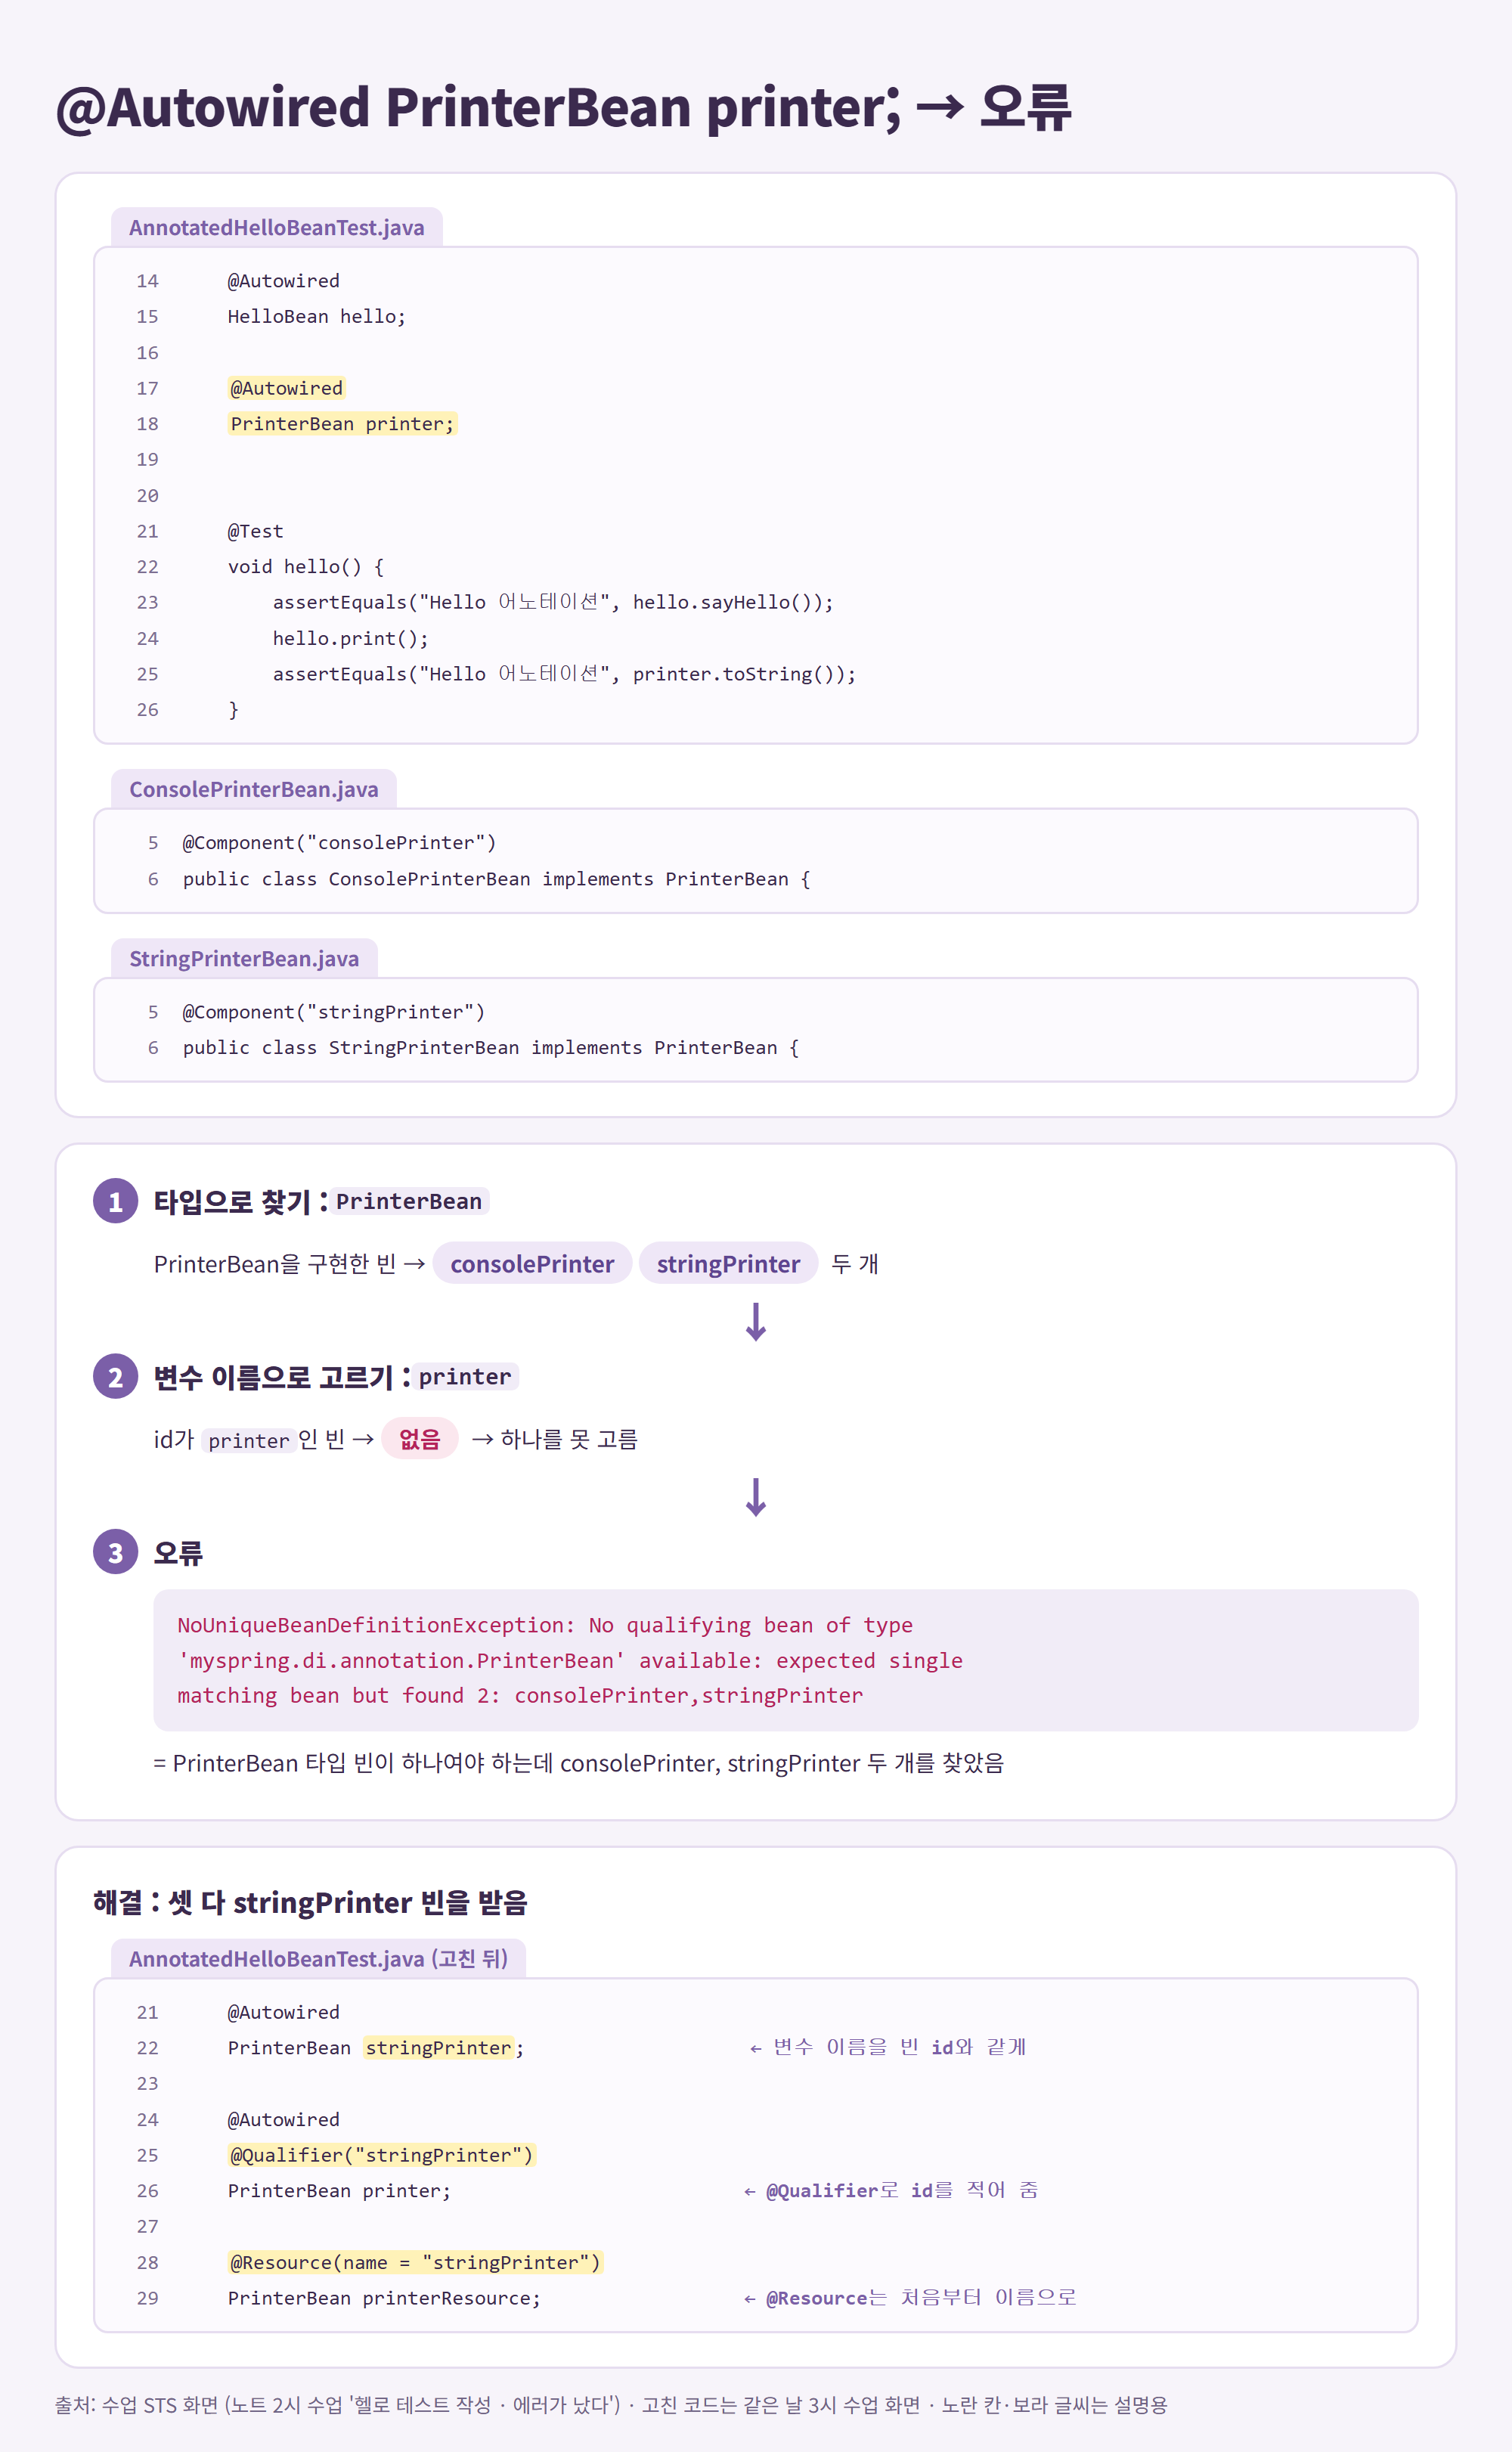 @Autowired PrinterBean printer; → 오류
AnnotatedHelloBeanTest.java
14 @Autowired
15 HelloBean hello;
16
17 @Autowired
18 PrinterBean printer;
19
20
21 @Test
22 void hello() {
23 assertEquals("Hello 어노테이션", hello.sayHello());
24 hello.print();
25 assertEquals("Hello 어노테이션", printer.toString());
26 }
ConsolePrinterBean.java
5 @Component("consolePrinter")
6 public class ConsolePrinterBean implements PrinterBean {
StringPrinterBean.java
5 @Component("stringPrinter")
6 public class StringPrinterBean implements PrinterBean {
1 타입으로 찾기 : PrinterBean
PrinterBean을 구현한 빈 → consolePrinter stringPrinter 두 개
↓
2 변수 이름으로 고르기 : printer
id가 printer인 빈 → 없음 → 하나를 못 고름
↓
3 오류
NoUniqueBeanDefinitionException: No qualifying bean of type
'myspring.di.annotation.PrinterBean' available: expected single
matching bean but found 2: consolePrinter,stringPrinter
= PrinterBean 타입 빈이 하나여야 하는데 consolePrinter, stringPrinter 두 개를 찾았음
해결 : 셋 다 stringPrinter 빈을 받음
AnnotatedHelloBeanTest.java (고친 뒤)
21 @Autowired
22 PrinterBean stringPrinter; ← 변수 이름을 빈 id와 같게
23
24 @Autowired
25 @Qualifier("stringPrinter")
26 PrinterBean printer; ← @Qualifier로 id를 적어 줌
27
28 @Resource(name = "stringPrinter")
29 PrinterBean printerResource; ← @Resource는 처음부터 이름으로
출처: 수업 STS 화면 (노트 2시 수업 '헬로 테스트 작성 · 에러가 났다') · 고친 코드는 같은 날 3시 수업 화면 · 노란 칸·보라 글씨는 설명용